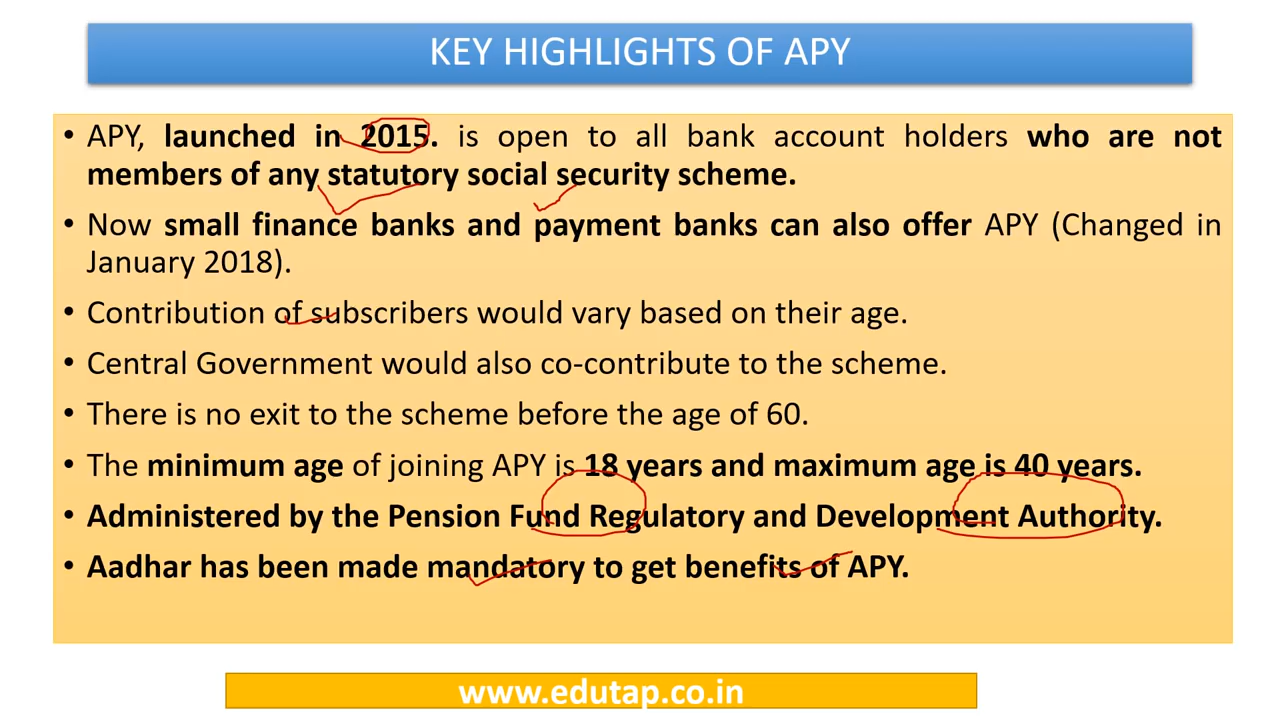 KEY HIGHLIGHTS OF APY
• APY, launched in 2015. is open to all bank account holders who are not
members of any statutory social security scheme.
• Now small finance banks and payment banks can also offer APY (Changed in
January 2018).
• Contribution of subscribers would vary based on their age.
• Central Government would also co-contribute to the scheme.
• There is no exit to the scheme before the age of 60.
• The minimum age of joining APY is 18 years and maximum age is 40 years.
• Administered by the Pension Fund Regulatory and Development Authority.
• Aadhar has been made mandatory to get benefits of APY.
www.edutap.co.in